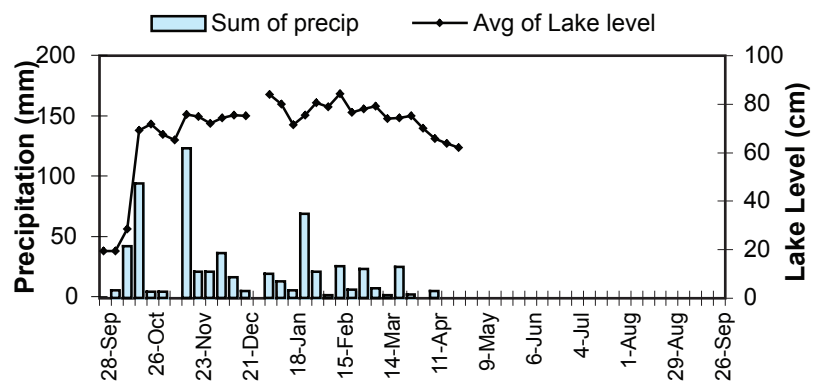 Sum of precip Avg of Lake level
Precipitation (mm)
200
150
100
50
0
100
80
60
40
20
0
Lake Level (cm)
28-Sep
26-Oct
23-Nov
21-Dec
18-Jan
15-Feb
14-Mar
11-Apr
9-May
6-Jun
4-Jul
1-Aug
29-Aug
26-Sep